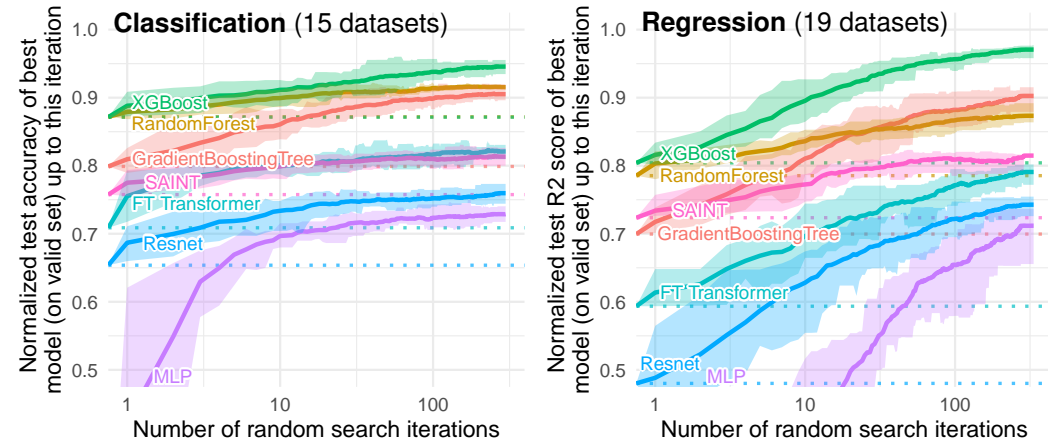 Classification (15 datasets)
Normalized test accuracy of best
model (on valid set) up to this iteration
1.0
0.9
0.8
0.7
0.6
0.5
XGBoost
RandomForest
GradientBoostingTree
SAINT
FT Transformer
Resnet
MLP
1
10
100
Number of random search iterations
Regression (19 datasets)
Normalized test R2 score of best
model (on valid set) up to this iteration
1.0
0.9
0.8
0.7
0.6
0.5
XGBoost
RandomForest
SAINT
GradientBoostingTree
FT Transformer
Resnet
MLP
1
10
100
Number of random search iterations